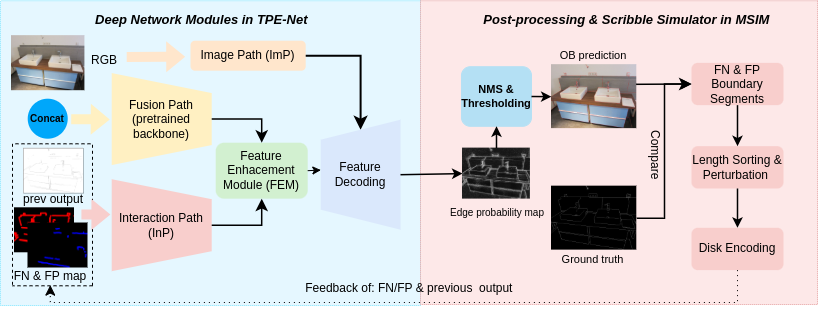 Deep Network Modules in TPE-Net
Post-processing & Scribble Simulator in MSIM
RGB
Image Path (ImP)
Concat
Fusion Path
(pretrained
backbone)
prev output
FN & FP map
Interaction Path
(InP)
Feature
Enhacement
Module (FEM)
Feature
Decoding
NMS &
Thresholding
Edge probability map
OB prediction
Ground truth
Compare
FN & FP
Boundary
Segments
Length Sorting &
Perturbation
Disk Encoding
Feedback of: FN/FP & previous output